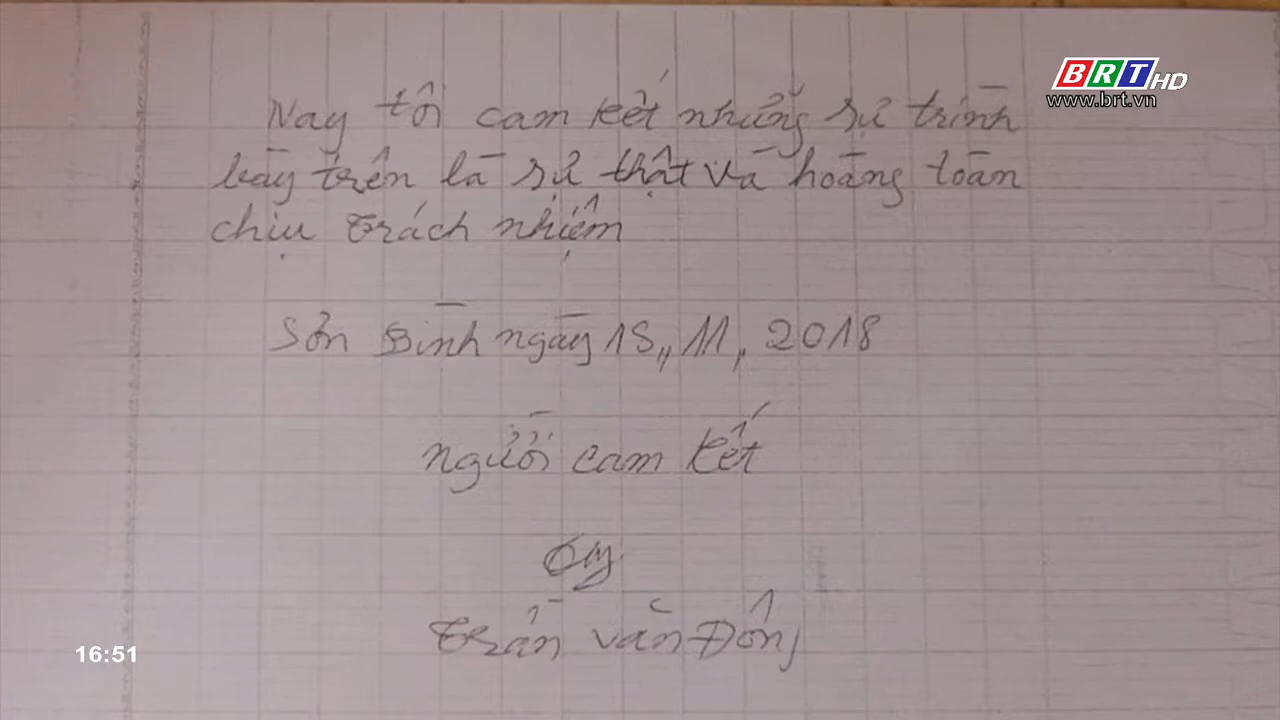 BRT HD
www.brt.vn
Nay tôi cam kết những sự trình
bày trên là sự thật và hoàng toàn
chịu trách nhiệm
Sơn Bình ngày 15,, 11, 2018
người cam kết
Trần Văn Đông
16:51